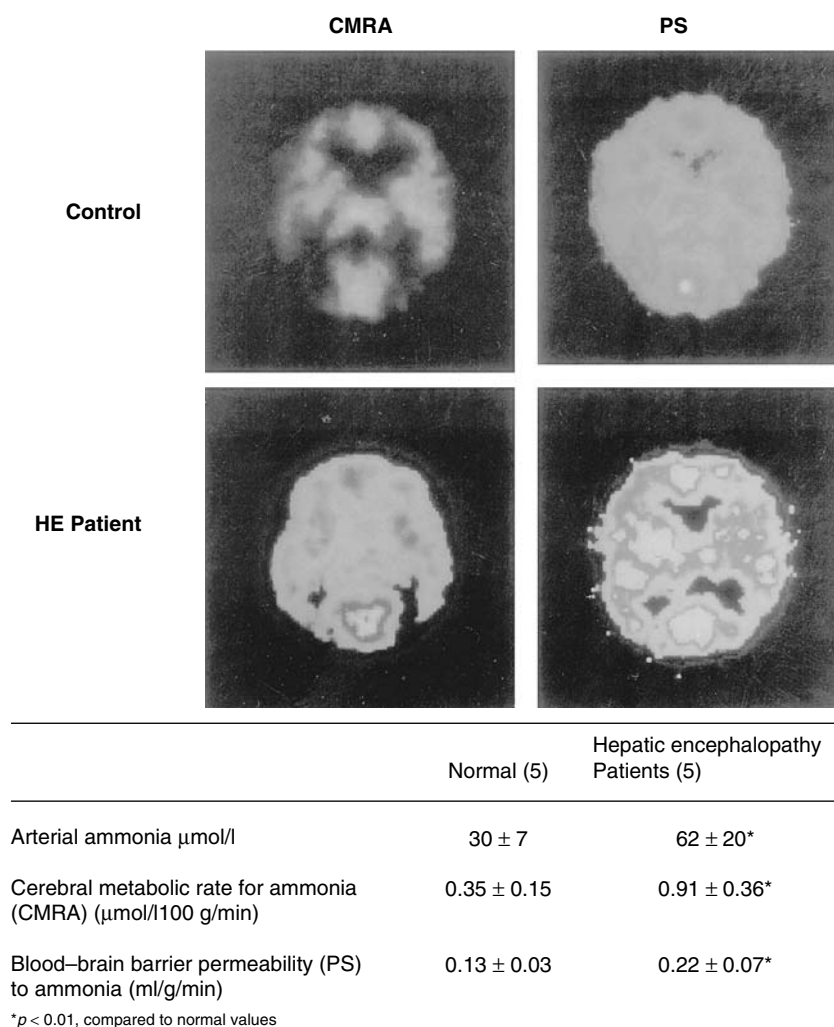 CMRA PS
Control
HE Patient
Normal (5) Hepatic encephalopathy Patients (5)
Arterial ammonia μmol/l 30 ± 7 62 ± 20*
Cerebral metabolic rate for ammonia (CMRA) (μmol/l100 g/min) 0.35 ± 0.15 0.91 ± 0.36*
Blood–brain barrier permeability (PS) to ammonia (ml/g/min) 0.13 ± 0.03 0.22 ± 0.07*
*p < 0.01, compared to normal values